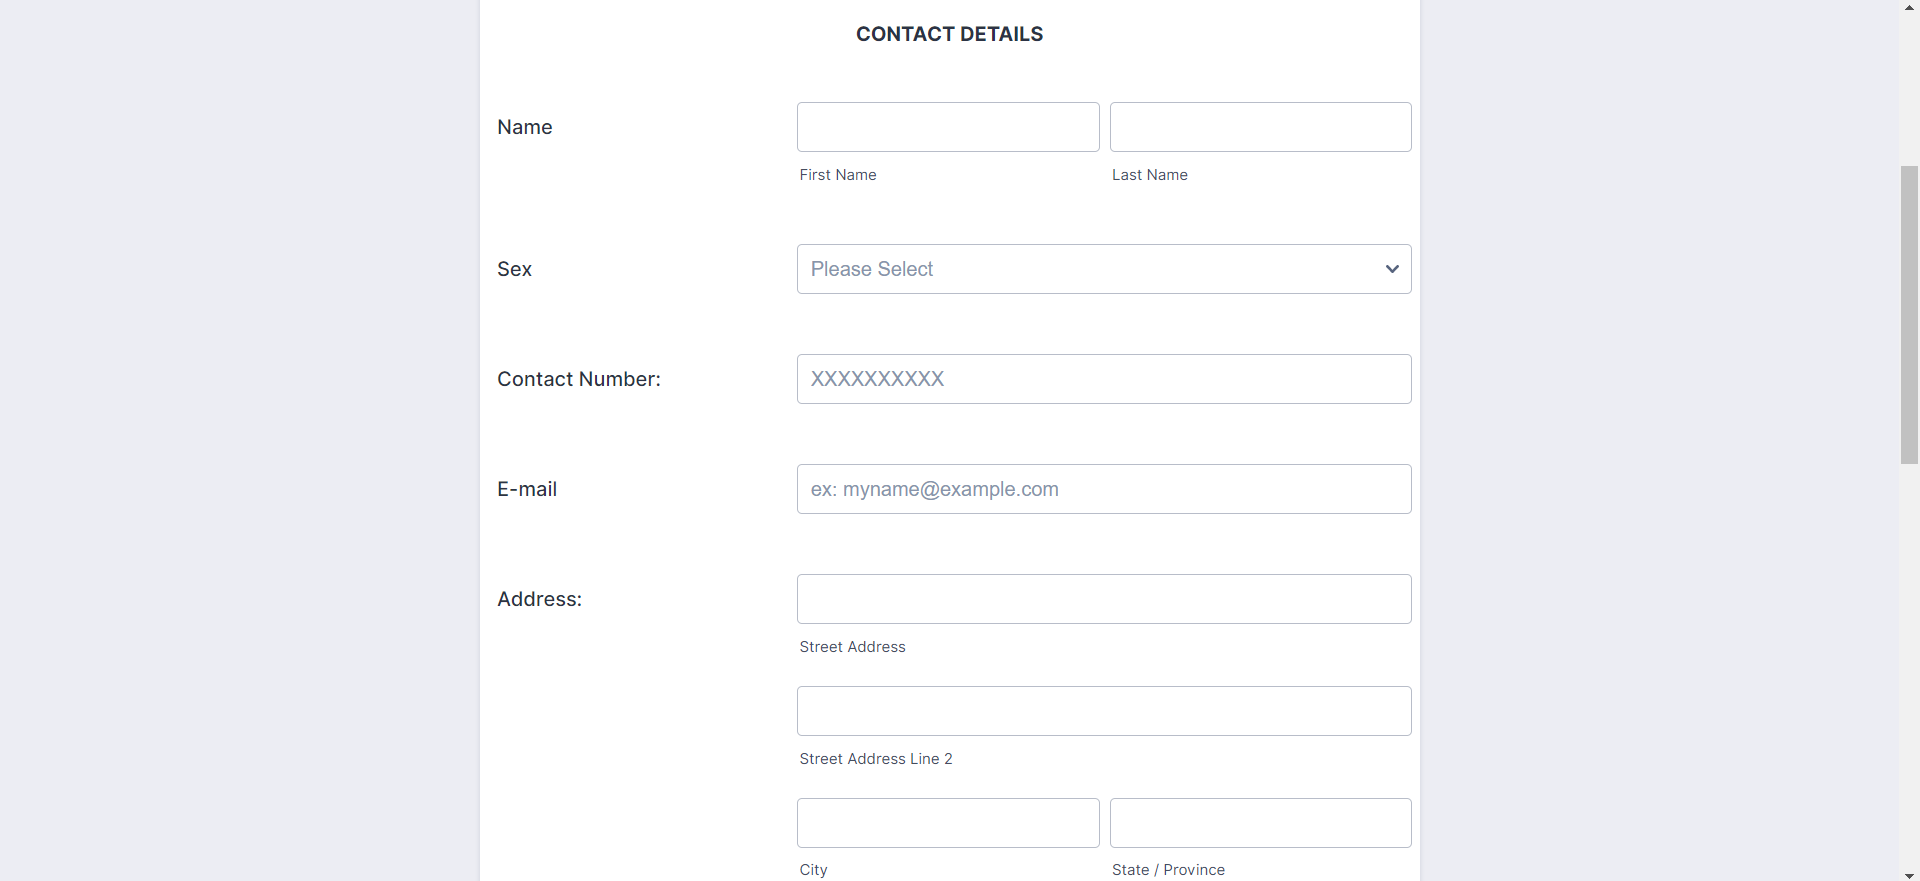 CONTACT DETAILS
Name
First Name
Last Name
Sex
Please Select
Contact Number:
XXXXXXXXXX
E-mail
ex: myname@example.com
Address:
Street Address
Street Address Line 2
City
State / Province